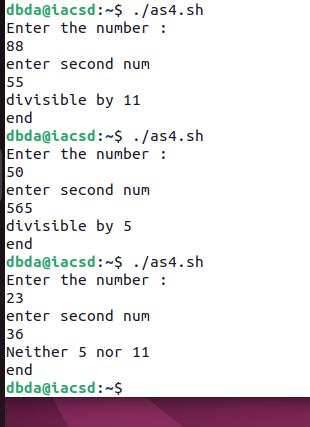 dbda@iacsd:~$ ./as4.sh
Enter the number :
88
enter second num
55
divisible by 11
end
dbda@iacsd:~$ ./as4.sh
Enter the number :
50
enter second num
565
divisible by 5
end
dbda@iacsd:~$ ./as4.sh
Enter the number :
23
enter second num
36
Neither 5 nor 11
end
dbda@iacsd:~$